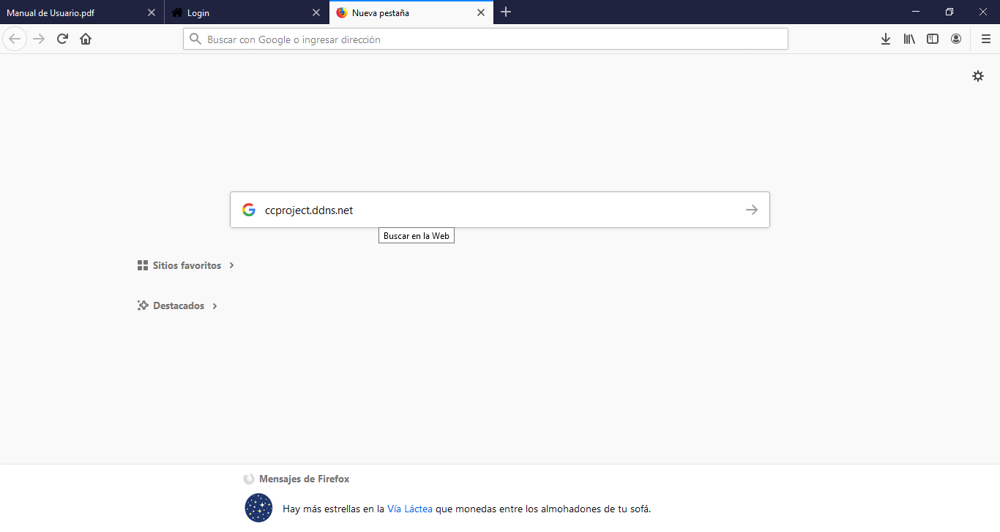 Manual de Usuario.pdf
Login
Nueva pestaña
Buscar con Google o ingresar dirección
ccproject.ddns.net
Buscar en la Web
Sitios favoritos
Destacados
Mensajes de Firefox
Hay más estrellas en la Vía Láctea que monedas entre los almohadones de tu sofá.